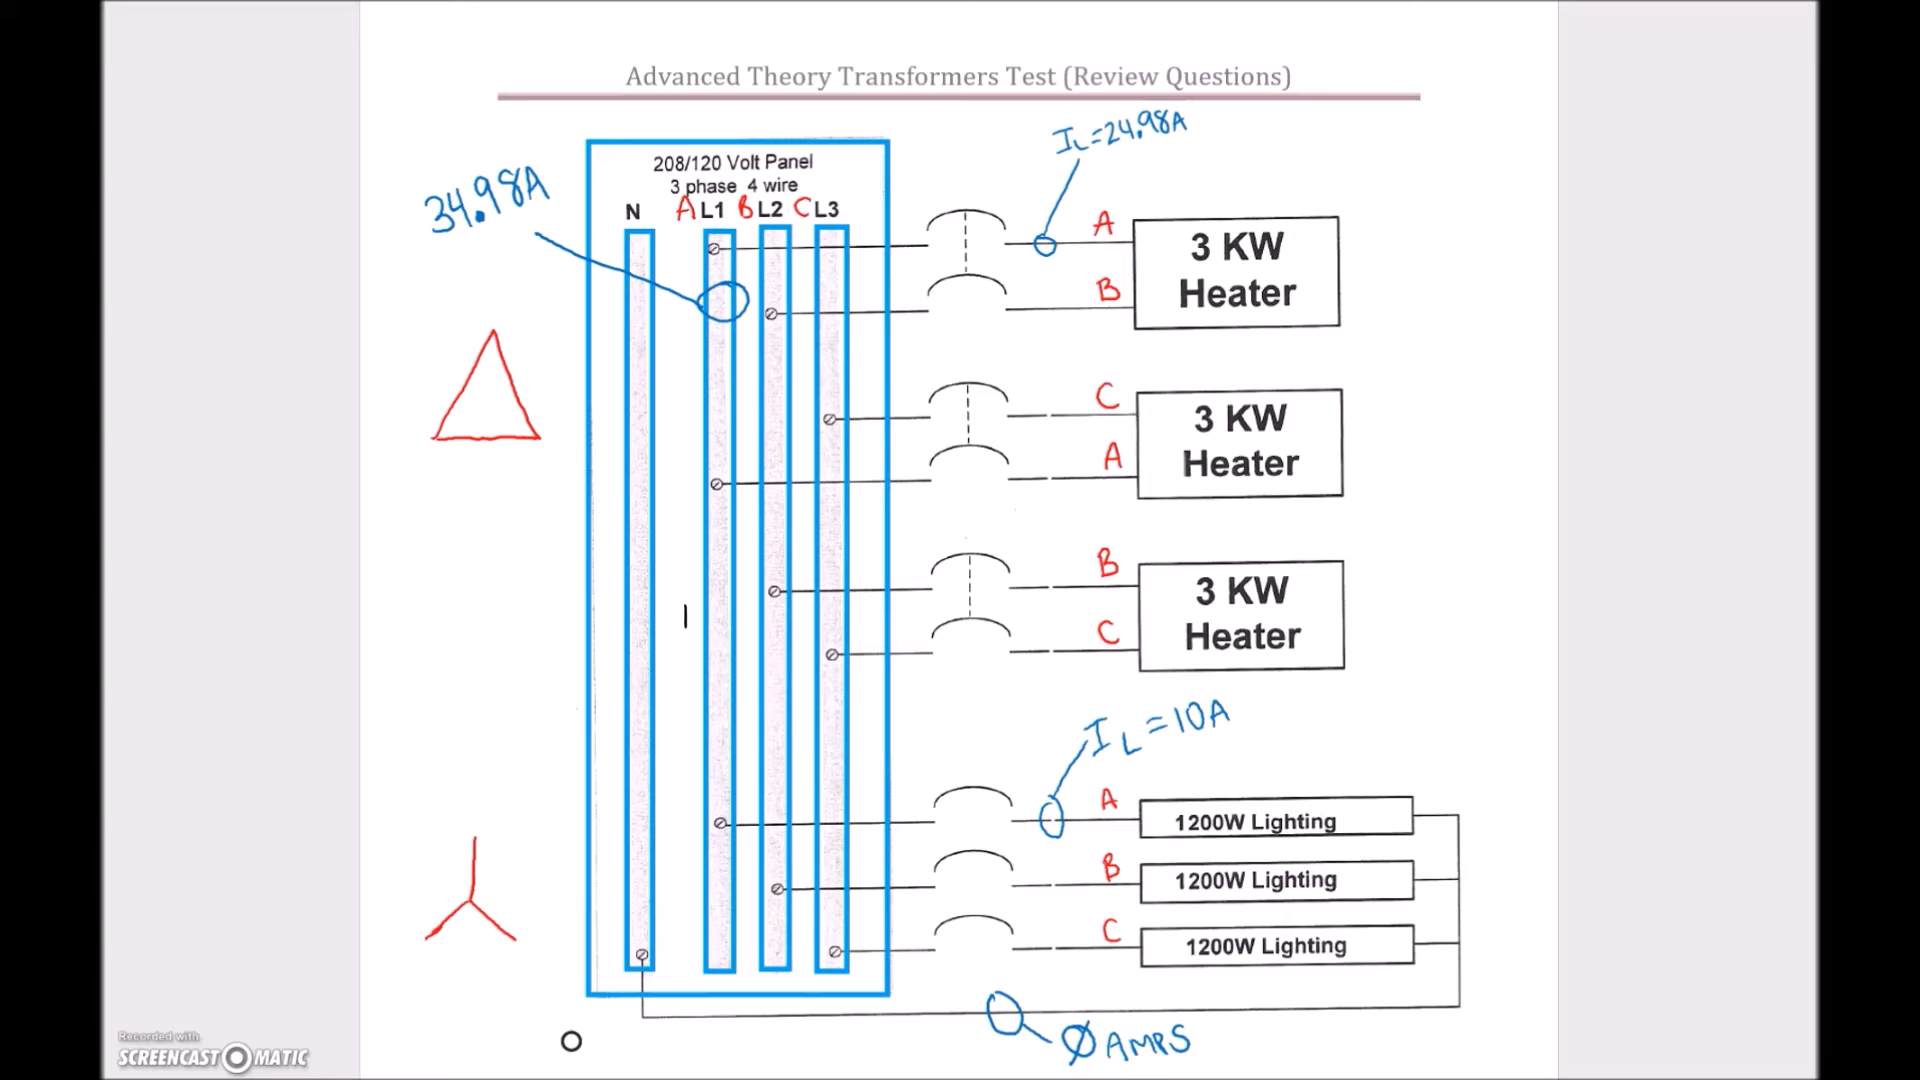 Advanced Theory Transformers Test (Review Questions)
I_L=24.98A
34.98A
208/120 Volt Panel
3 phase 4 wire
N A L1 B L2 C L3
A
B
3 KW
Heater
C
A
3 KW
Heater
B
C
3 KW
Heater
I_L=10A
A
1200W Lighting
B
1200W Lighting
C
1200W Lighting
Ø AMPS
Recorded with
SCREENCAST O MATIC